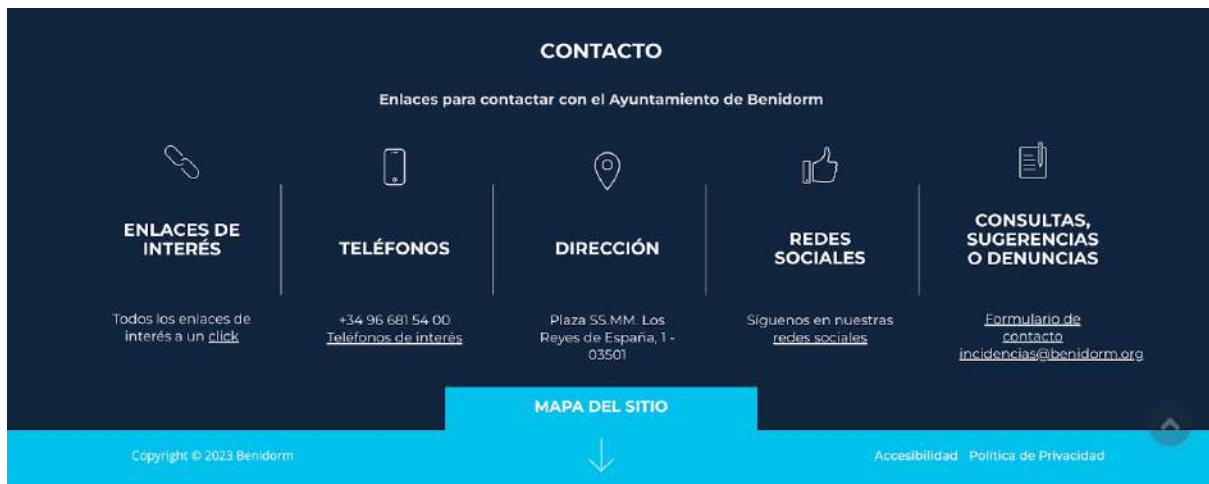 CONTACTO
Enlaces para contactar con el Ayuntamiento de Benidorm
ENLACES DE
INTERÉS
Todos los enlaces de
interés a un click
TELÉFONOS
+34 96 681 54 00
Teléfonos de interés
DIRECCIÓN
Plaza SS.MM. Los
Reyes de España, 1 -
03501
REDES
SOCIALES
Síguenos en nuestras
redes sociales
CONSULTAS,
SUGERENCIAS
O DENUNCIAS
Formulario de
contacto
incidencias@benidorm.org
MAPA DEL SITIO
Copyright © 2023 Benidorm
Accesibilidad Política de Privacidad